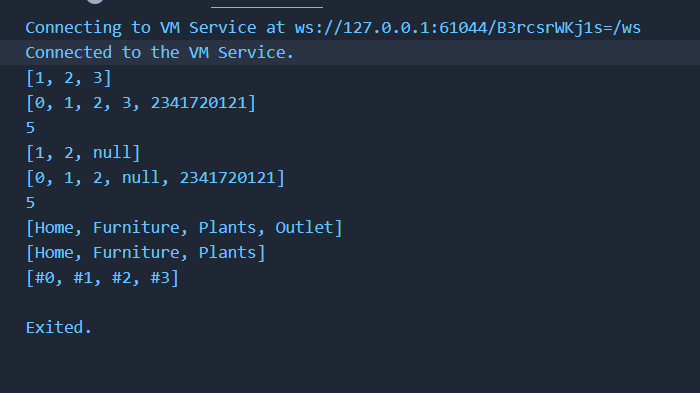 Connecting to VM Service at ws://127.0.0.1:61044/B3rcsrWKj1s=/ws
Connected to the VM Service.
[1, 2, 3]
[0, 1, 2, 3, 2341720121]
5
[1, 2, null]
[0, 1, 2, null, 2341720121]
5
[Home, Furniture, Plants, Outlet]
[Home, Furniture, Plants]
[#0, #1, #2, #3]
Exited.